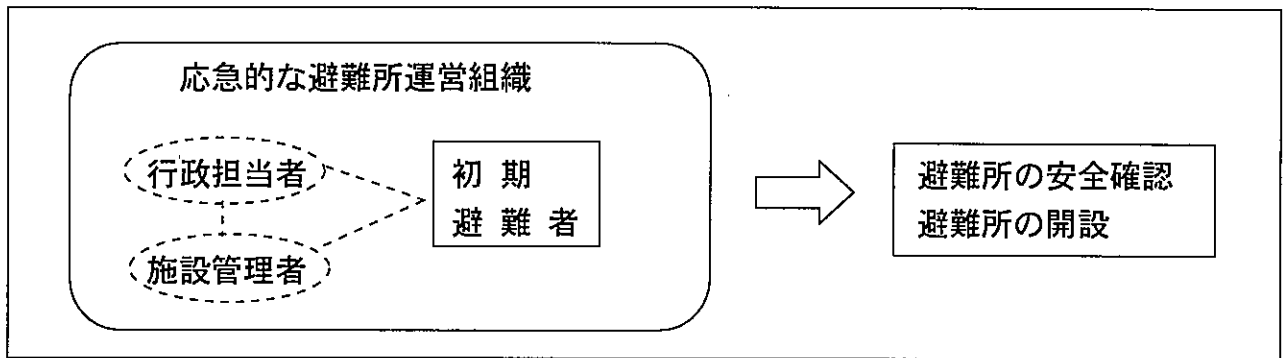 応急的な避難所運営組織
行政担当者
施設管理者
初期
避難者
避難所の安全確認
避難所の開設